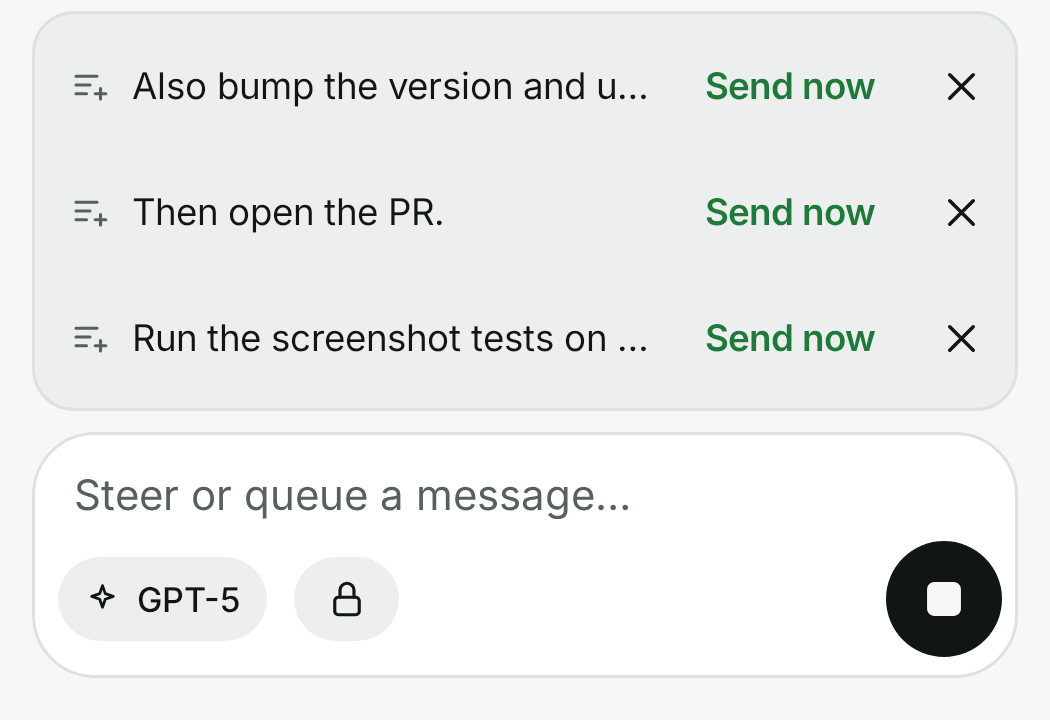 Also bump the version and u...
Send now
Then open the PR.
Send now
Run the screenshot tests on ...
Send now
Steer or queue a message...
GPT-5